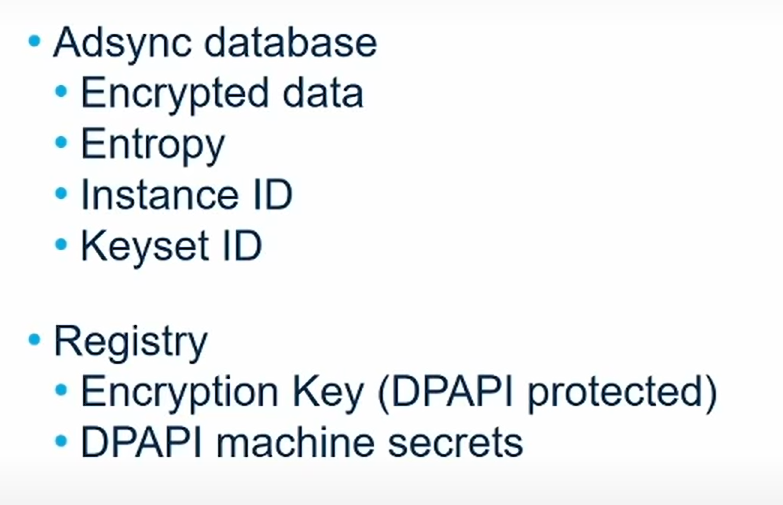 • Adsync database
• Encrypted data
• Entropy
• Instance ID
• Keyset ID
• Registry
• Encryption Key (DPAPI protected)
• DPAPI machine secrets